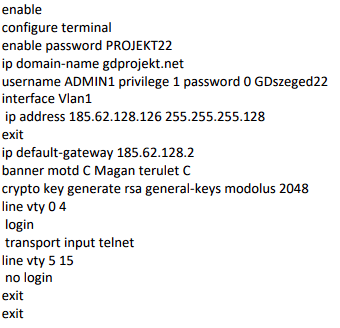 enable
configure terminal
enable password PROJEKT22
ip domain-name gdprojekt.net
username ADMIN1 privilege 1 password 0 GDszeged22
interface Vlan1
 ip address 185.62.128.126 255.255.255.128
exit
ip default-gateway 185.62.128.2
banner motd C Magan terulet C
crypto key generate rsa general-keys modolus 2048
line vty 0 4
 login
 transport input telnet
line vty 5 15
 no login
exit
exit